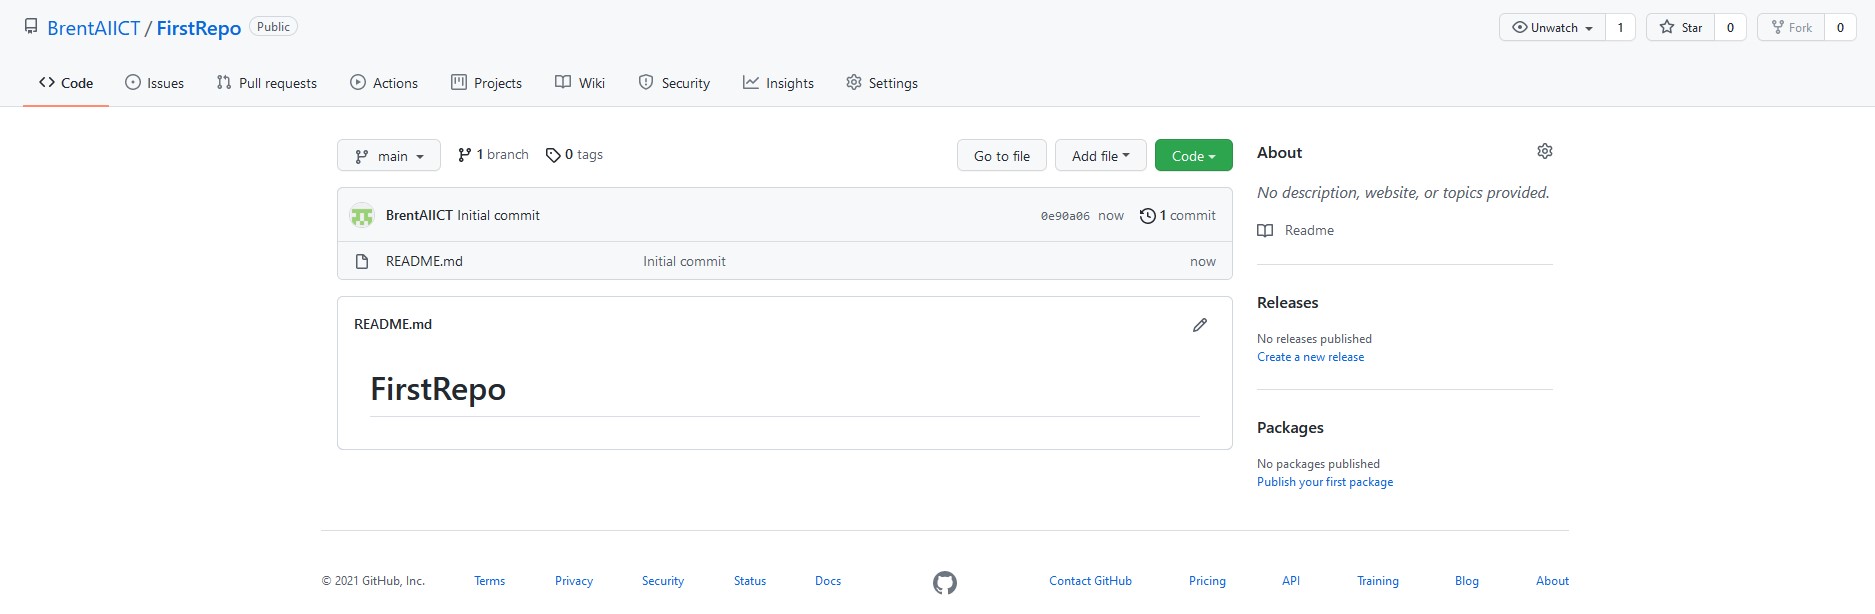 BrentAIICT / FirstRepo Public
Unwatch 1 Star 0 Fork 0
Code Issues Pull requests Actions Projects Wiki Security Insights Settings
main 1 branch 0 tags Go to file Add file Code
BrentAIICT Initial commit 0e90a06 now 1 commit
README.md Initial commit now
README.md
FirstRepo
About
No description, website, or topics provided.
Readme
Releases
No releases published
Create a new release
Packages
No packages published
Publish your first package
© 2021 GitHub, Inc. Terms Privacy Security Status Docs Contact GitHub Pricing API Training Blog About